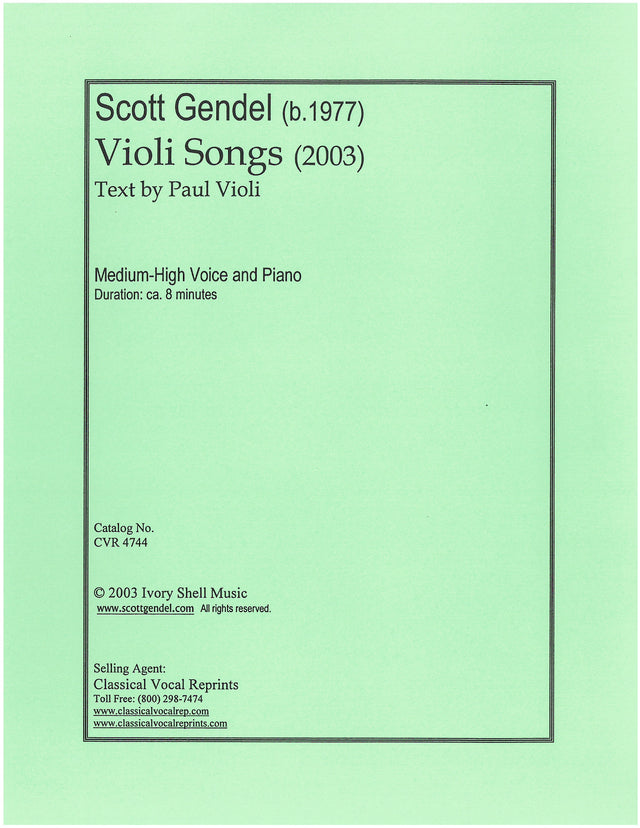 Scott Gendel (b.1977)
Violi Songs (2003)
Text by Paul Violi
Medium-High Voice and Piano
Duration: ca. 8 minutes
Catalog No.
CVR 4744
© 2003 Ivory Shell Music
www.scottgendel.com All rights reserved.
Selling Agent:
Classical Vocal Reprints
Toll Free: (800) 298-7474
www.classicalvocalrep.com
www.classicalvocalreprints.com